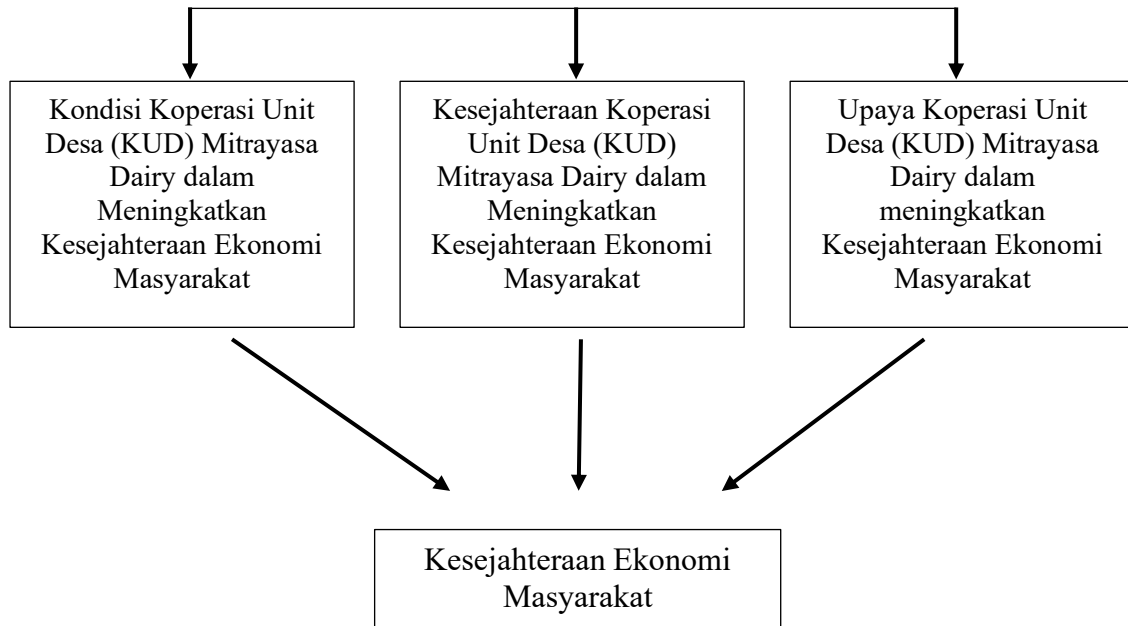 Kondisi Koperasi Unit
Desa (KUD) Mitrayasa
Dairy dalam
Meningkatkan
Kesejahteraan Ekonomi
Masyarakat
Kesejahteraan Koperasi
Unit Desa (KUD)
Mitrayasa Dairy dalam
Meningkatkan
Kesejahteraan Ekonomi
Masyarakat
Upaya Koperasi Unit
Desa (KUD) Mitrayasa
Dairy dalam
meningkatkan
Kesejahteraan Ekonomi
Masyarakat
Kesejahteraan Ekonomi
Masyarakat